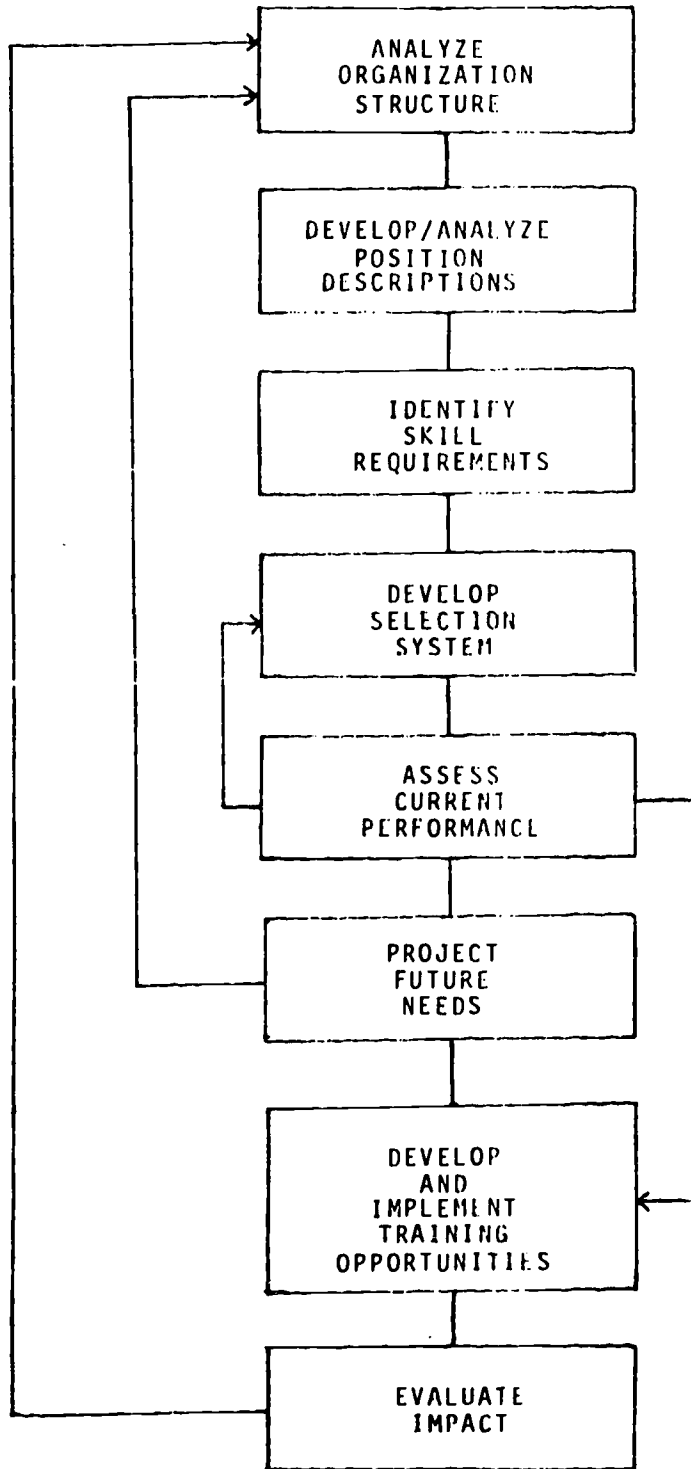 ANALYZE
ORGANIZATION
STRUCTURE
DEVELOP/ANALYZE
POSITION
DESCRIPTIONS
IDENTIFY
SKILL
REQUIREMENTS
DEVELOP
SELECTION
SYSTEM
ASSESS
CURRENT
PERFORMANCE
PROJECT
FUTURE
NEEDS
DEVELOP
AND
IMPLEMENT
TRAINING
OPPORTUNITIES
EVALUATE
IMPACT